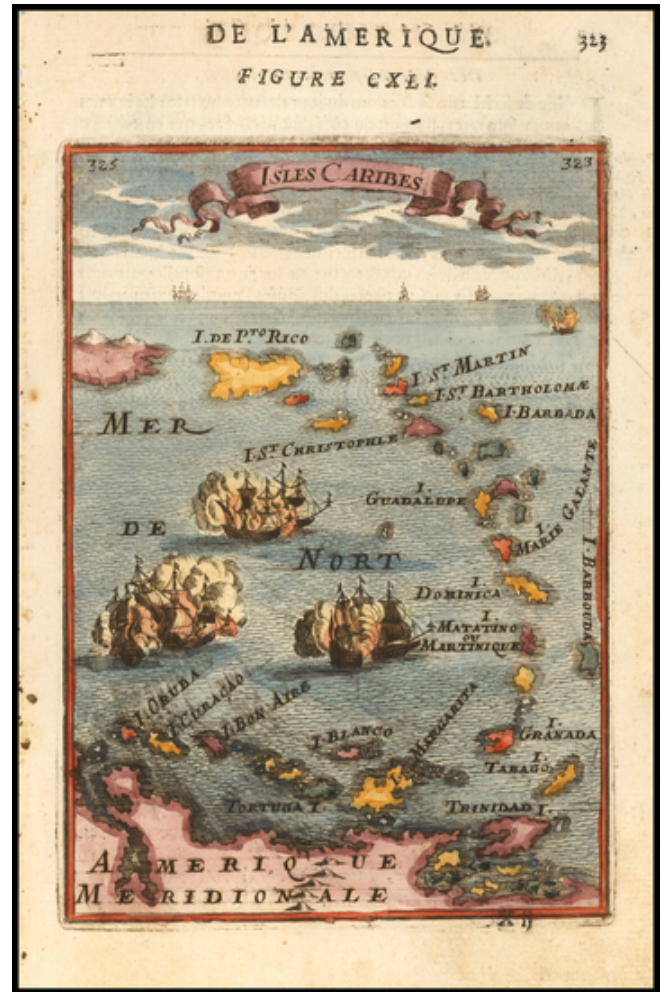 DE L'AMERIQUE. 323
FIGURE CXLI.
325 323
ISLES CARIBES
I. DE P.TO RICO
I ST MARTIN
I. ST. BARTHOLOMÆ
I. BARBADA
MER
I. ST. CHRISTOPHLE
I. GUADALUPE
I. MARIE GALANTE
DE
NORT
I. DOMINICA
I. BARBOUDA
I. MATATINO
OU
MARTINIQUE
I. ORUBA
I. CURAÇAO
I. BON AIRE
I. BLANCO
I. MARGARITA
I. GRANADA
I. TABAGO
TORTUGA I.
TRINIDAD I.
AMERIQUE
MERIDIONALE
X ij